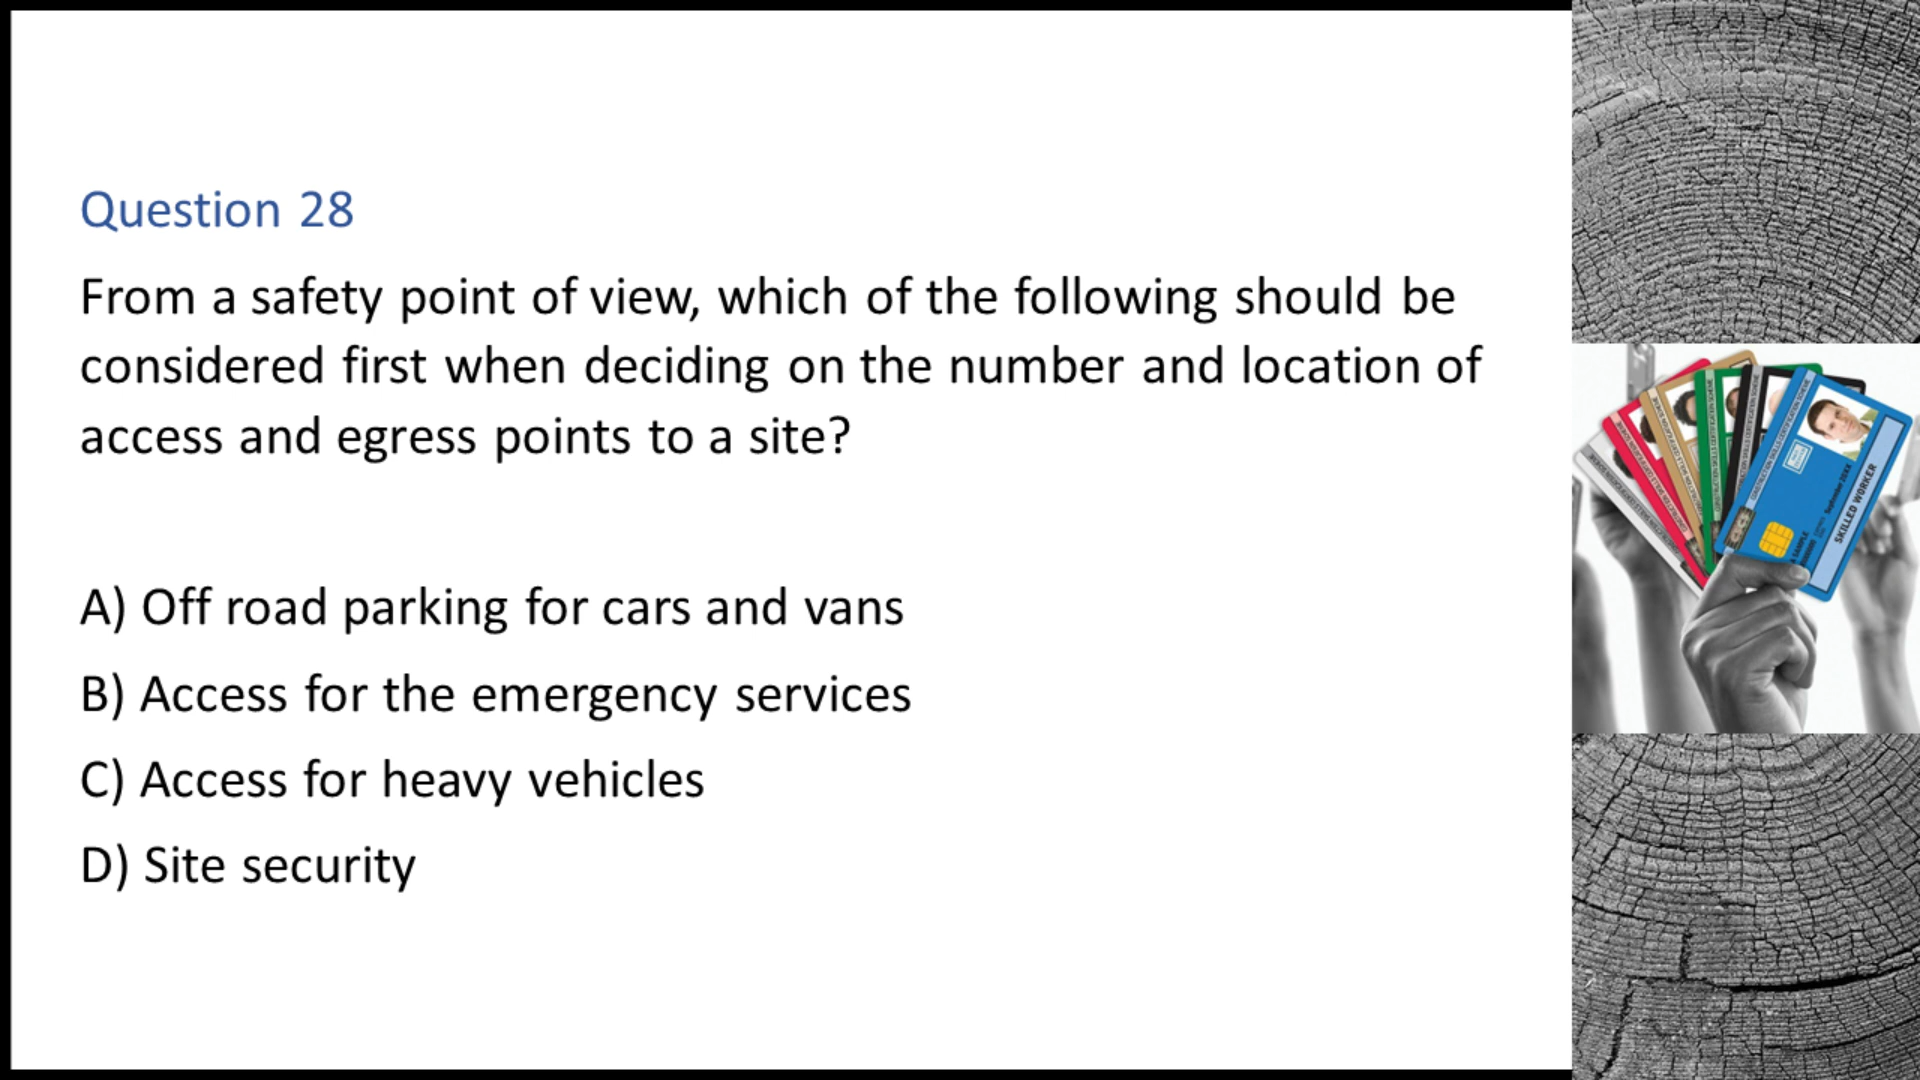 Question 28
From a safety point of view, which of the following should be
considered first when deciding on the number and location of
access and egress points to a site?
A) Off road parking for cars and vans
B) Access for the emergency services
C) Access for heavy vehicles
D) Site security
SKILLED WORKER